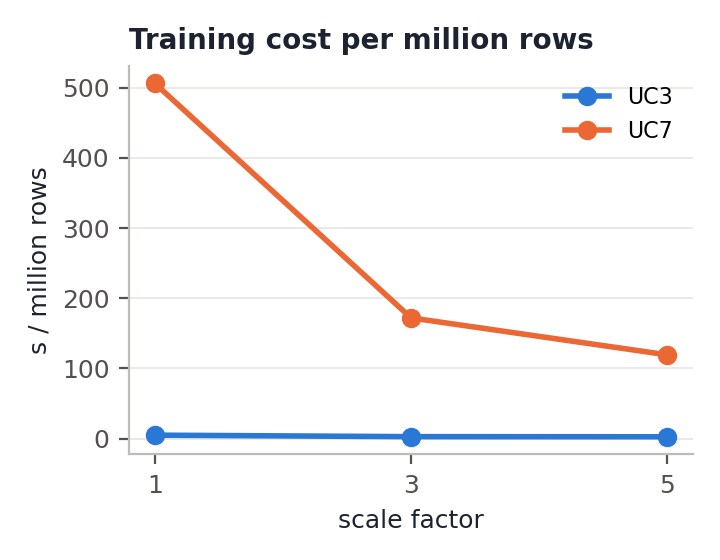 Training cost per million rows
UC3
UC7
500
400
300
200
100
0
s / million rows
1 3 5
scale factor